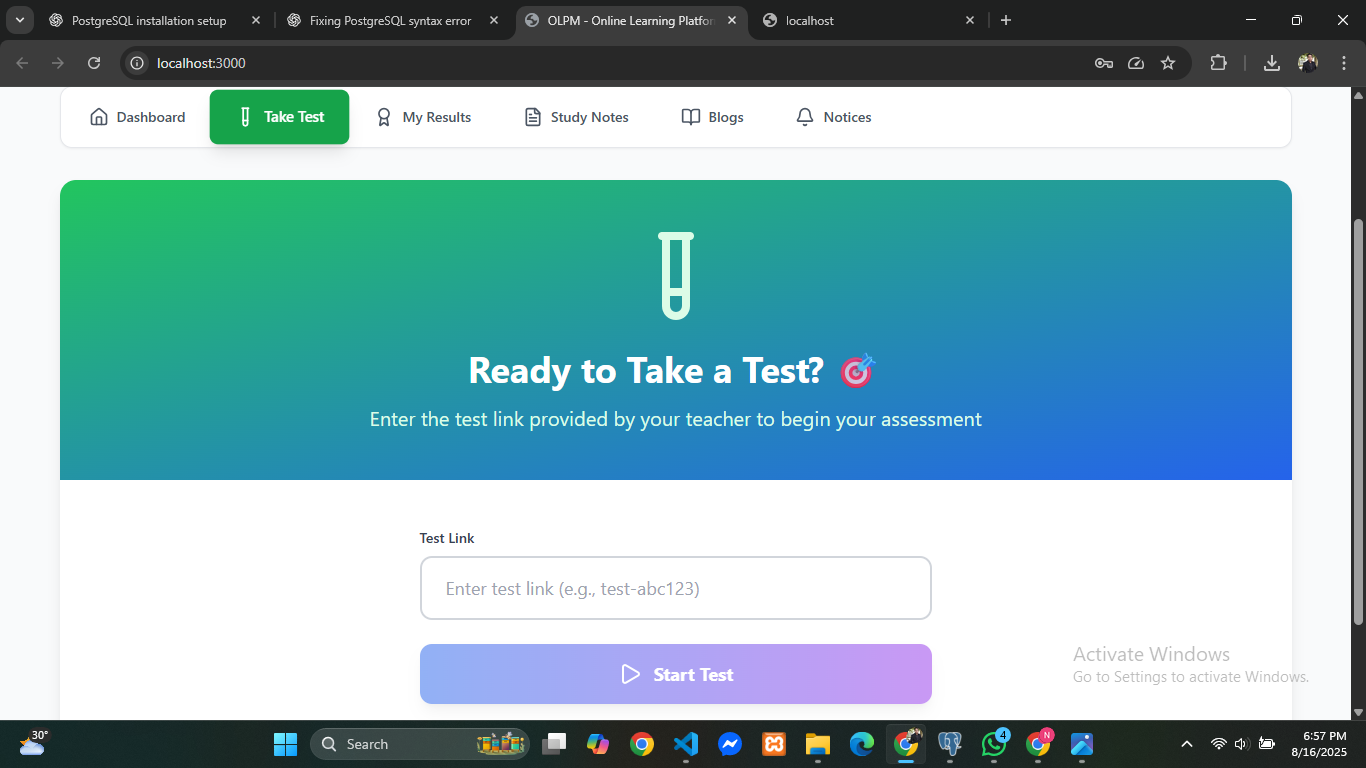 PostgreSQL installation setup
Fixing PostgreSQL syntax error
OLPM - Online Learning Platfor
localhost
localhost:3000
Dashboard
Take Test
My Results
Study Notes
Blogs
Notices
Ready to Take a Test? 🎯
Enter the test link provided by your teacher to begin your assessment
Test Link
Enter test link (e.g., test-abc123)
Start Test
Activate Windows
Go to Settings to activate Windows.
30°
Search
4
N
6:57 PM
8/16/2025